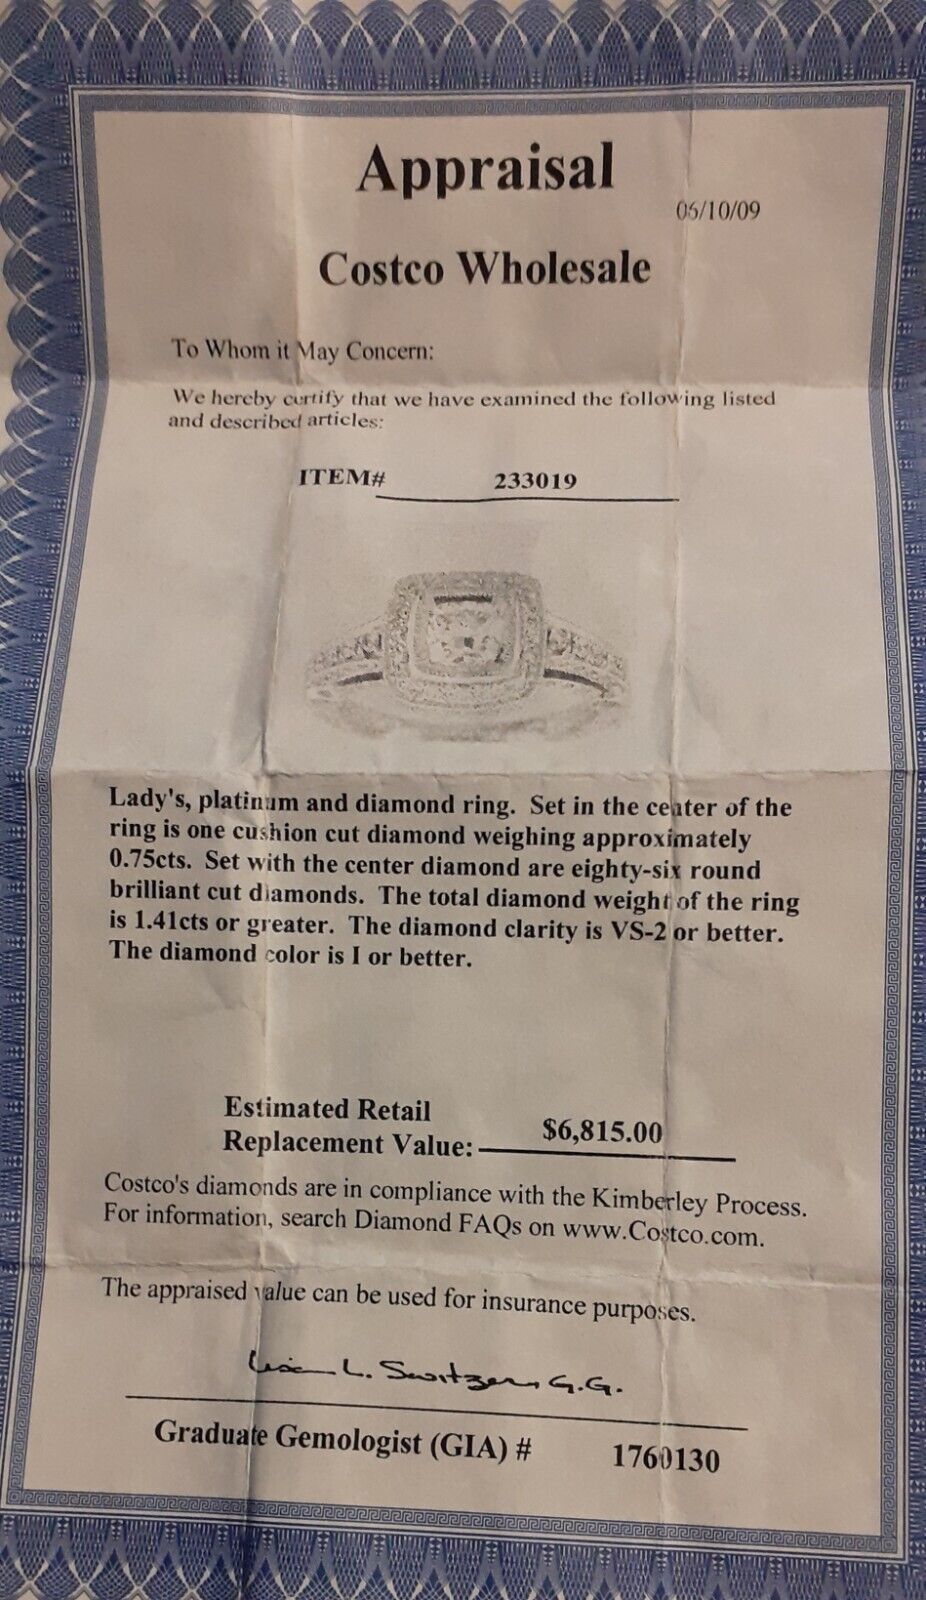 Appraisal
06/10/09
Costco Wholesale
To Whom it May Concern:
We hereby certify that we have examined the following listed
and described articles:
ITEM# 233019
Lady's, platinum and diamond ring. Set in the center of the
ring is one cushion cut diamond weighing approximately
0.75cts. Set with the center diamond are eighty-six round
brilliant cut diamonds. The total diamond weight of the ring
is 1.41cts or greater. The diamond clarity is VS-2 or better.
The diamond color is I or better.
Estimated Retail
Replacement Value: $6,815.00
Costco's diamonds are in compliance with the Kimberley Process.
For information, search Diamond FAQs on www.Costco.com.
The appraised value can be used for insurance purposes.
L. Switzer G.G.
Graduate Gemologist (GIA) # 1760130